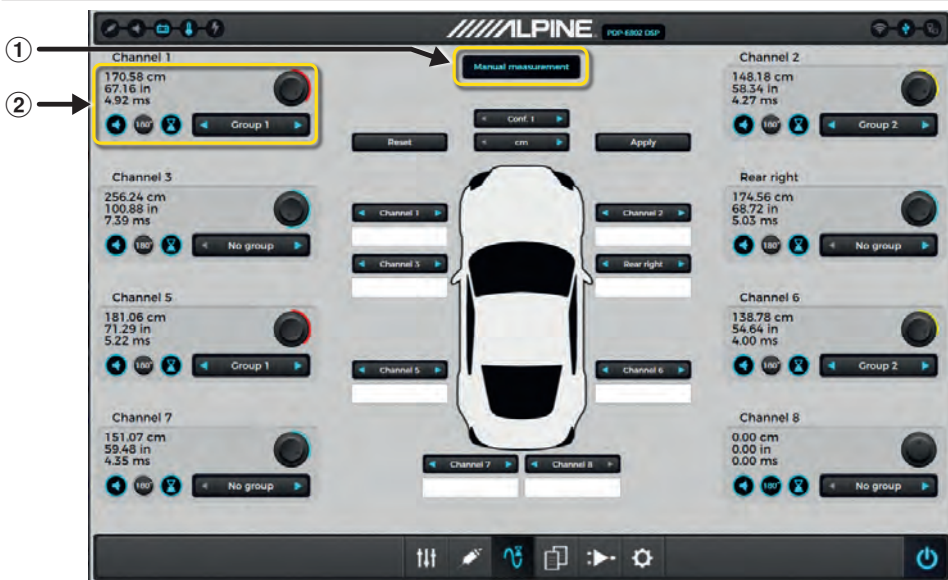 ALPINE
PDP-E802 DSP
1
2
Manual measurement
Channel 1
170.58 cm
67.16 in
4.92 ms
180°
Group 1
Channel 2
148.18 cm
58.34 in
4.27 ms
180°
Group 2
Conf. 1
Reset
cm
Apply
Channel 3
256.24 cm
100.88 in
7.39 ms
180°
No group
Rear right
174.56 cm
68.72 in
5.03 ms
180°
No group
Channel 1
Channel 2
Channel 3
Rear right
Channel 5
181.06 cm
71.29 in
5.22 ms
180°
Group 1
Channel 6
138.78 cm
54.64 in
4.00 ms
180°
Group 2
Channel 5
Channel 6
Channel 7
151.07 cm
59.48 in
4.35 ms
180°
No group
Channel 8
0.00 cm
0.00 in
0.00 ms
180°
No group
Channel 7
Channel 8